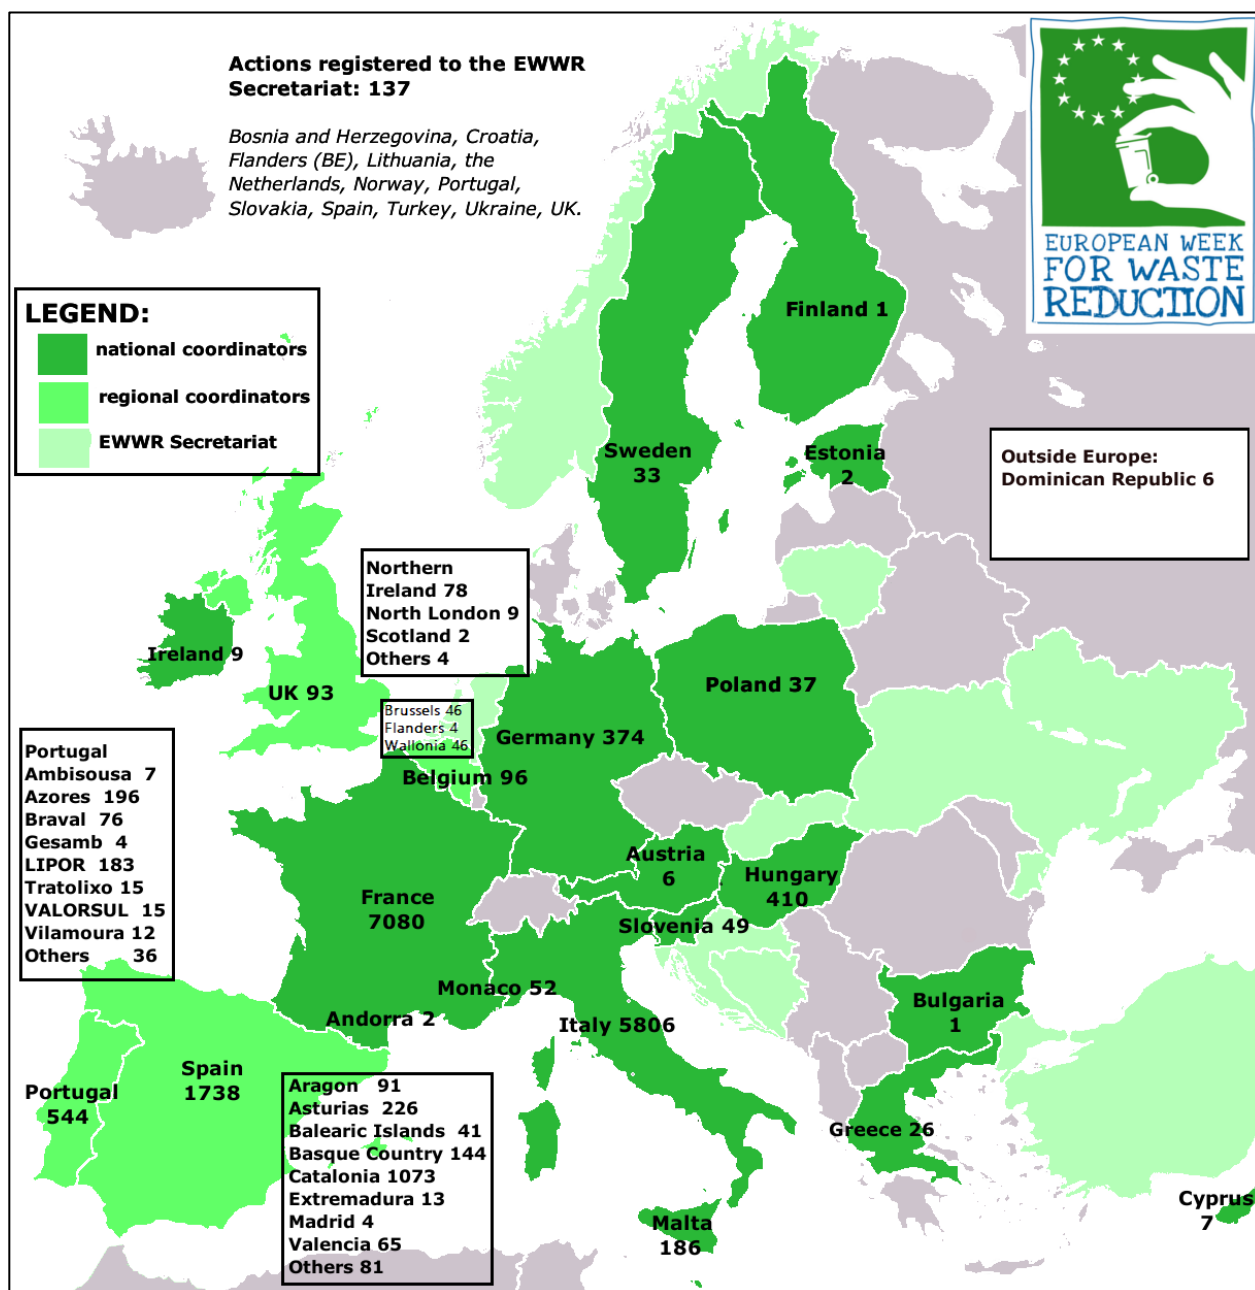 Actions registered to the EWWR
Secretariat: 137
Bosnia and Herzegovina, Croatia,
Flanders (BE), Lithuania, the
Netherlands, Norway, Portugal,
Slovakia, Spain, Turkey, Ukraine, UK.
EUROPEAN WEEK
FOR WASTE
REDUCTION
LEGEND:
national coordinators
regional coordinators
EWWR Secretariat
Finland 1
Sweden
33
Estonia
2
Outside Europe:
Dominican Republic 6
Northern
Ireland 78
North London 9
Scotland 2
Others 4
Ireland 9
UK 93
Poland 37
Brussels 46
Flanders 4
Wallonia 46
Germany 374
Belgium 96
Portugal
Ambisousa 7
Azores 196
Braval 76
Gesamb 4
LIPOR 183
Tratolixo 15
VALORSUL 15
Vilamoura 12
Others 36
Austria
6
Hungary
410
France
7080
Slovenia 49
Monaco 52
Andorra 2
Italy 5806
Bulgaria
1
Spain
1738
Portugal
544
Aragon 91
Asturias 226
Balearic Islands 41
Basque Country 144
Catalonia 1073
Extremadura 13
Madrid 4
Valencia 65
Others 81
Greece 26
Malta
186
Cyprus
7